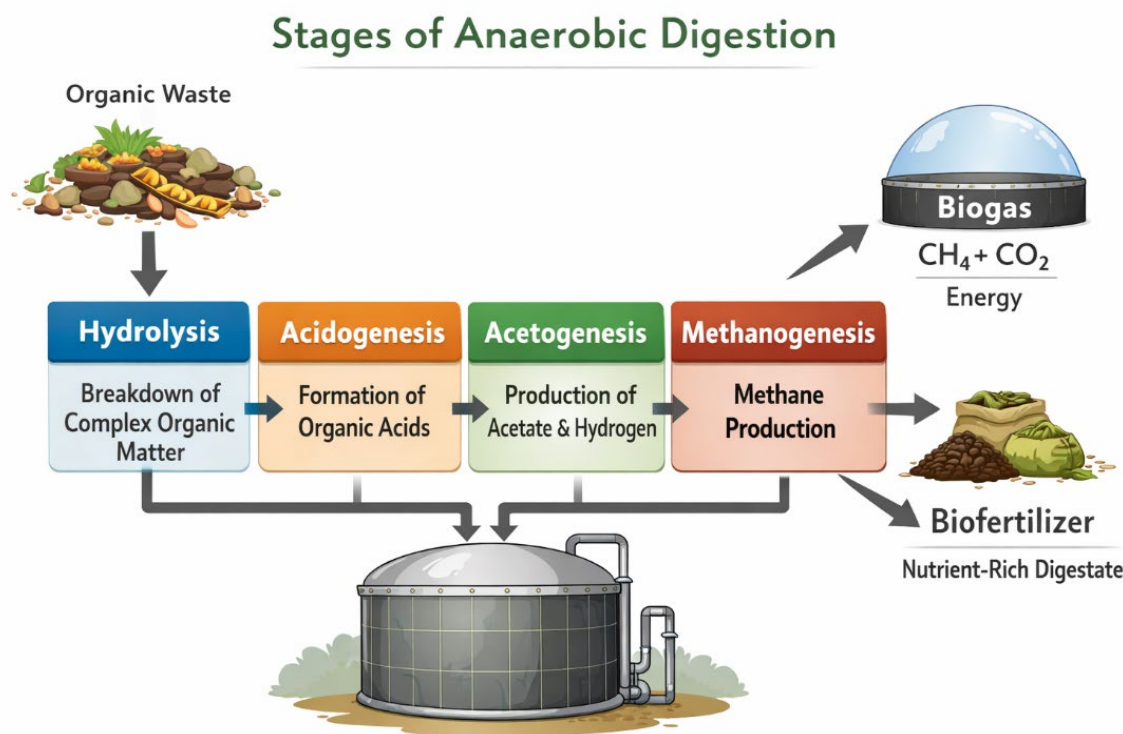 Stages of Anaerobic Digestion
Organic Waste
Biogas
CH₄ + CO₂
Energy
Hydrolysis
Breakdown of
Complex Organic
Matter
Acidogenesis
Formation of
Organic Acids
Acetogenesis
Production of
Acetate & Hydrogen
Methanogenesis
Methane
Production
Biofertilizer
Nutrient-Rich Digestate